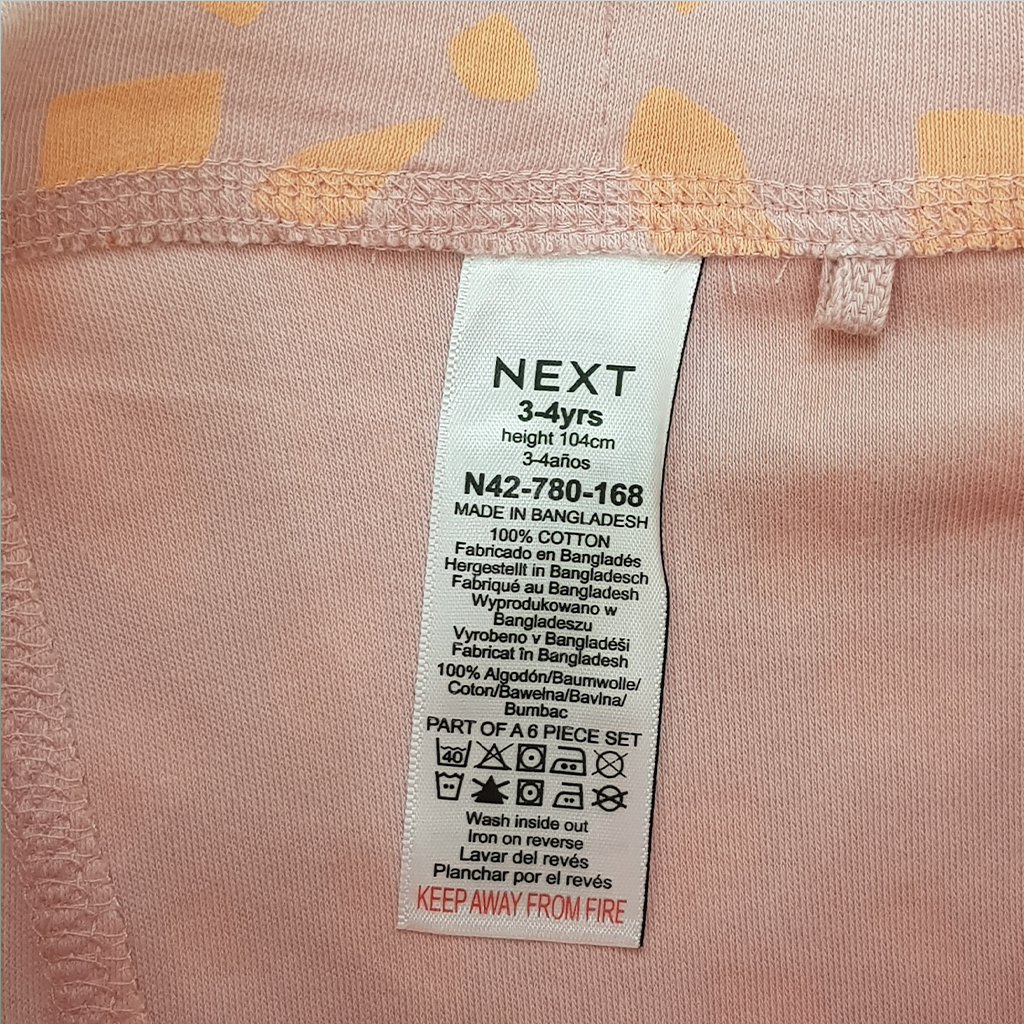 NEXT
3-4yrs
height 104cm
3-4años
N42-780-168
MADE IN BANGLADESH
100% COTTON
Fabricado en Bangladés
Hergestellt in Bangladesch
Fabriqué au Bangladesh
Wyprodukowano w
Bangladeszu
Vyrobeno v Bangladéši
Fabricat în Bangladesh
100% Algodón/Baumwolle/
Coton/Bawełna/Bavlna/
Bumbac
PART OF A 6 PIECE SET
40
Wash inside out
Iron on reverse
Lavar del revés
Planchar por el revés
KEEP AWAY FROM FIRE